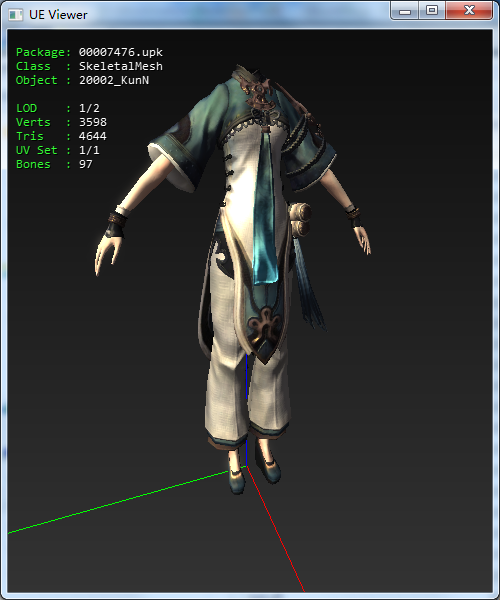 UE Viewer
Package: 00007476.upk
Class : SkeletalMesh
Object : 20002_KunN
LOD : 1/2
Verts : 3598
Tris : 4644
UV Set : 1/1
Bones : 97